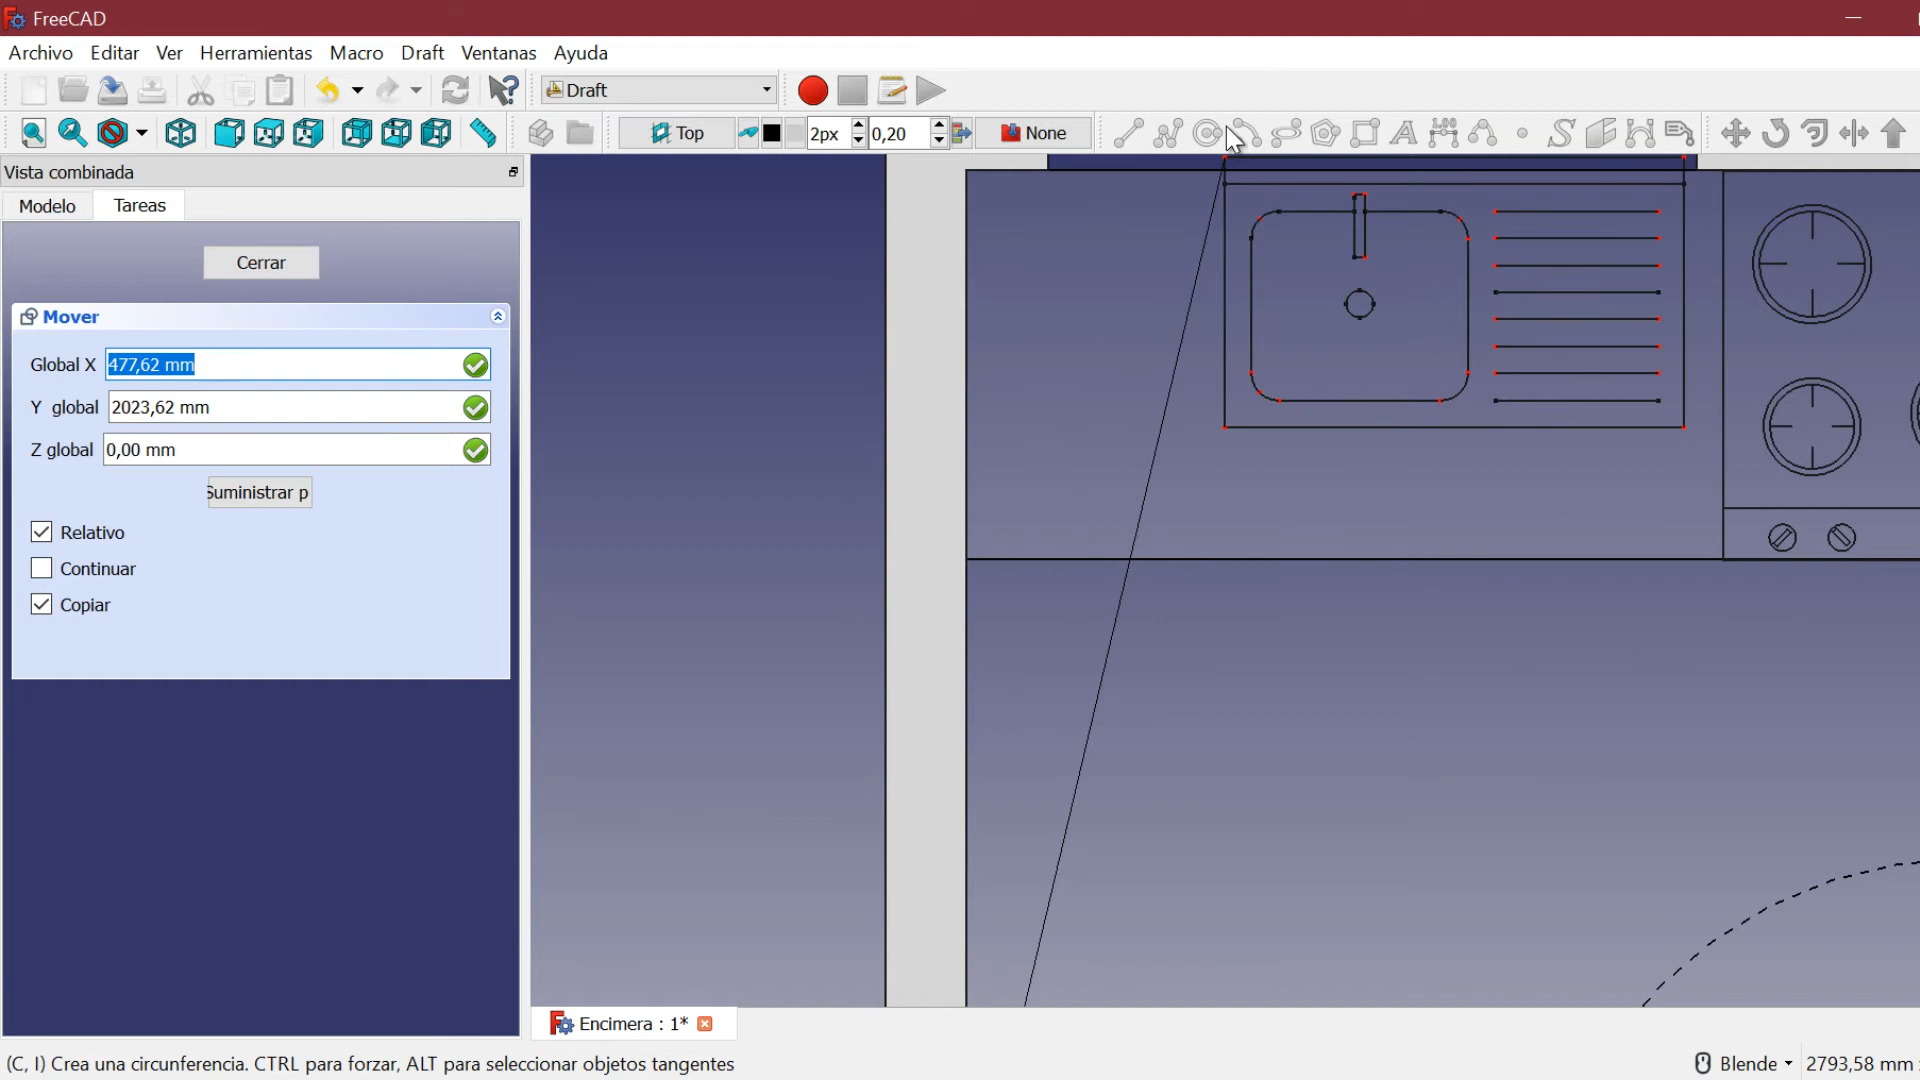 FreeCAD
Archivo Editar Ver Herramientas Macro Draft Ventanas Ayuda
Draft
Top 2px 0,20 None
Vista combinada
Modelo Tareas
Cerrar
Mover
Global X 477,62 mm
Y global 2023,62 mm
Z global 0,00 mm
Suministrar p
Relativo
Continuar
Copiar
Encimera : 1*
(C, I) Crea una circunferencia. CTRL para forzar, ALT para seleccionar objetos tangentes
Blende 2793,58 mm